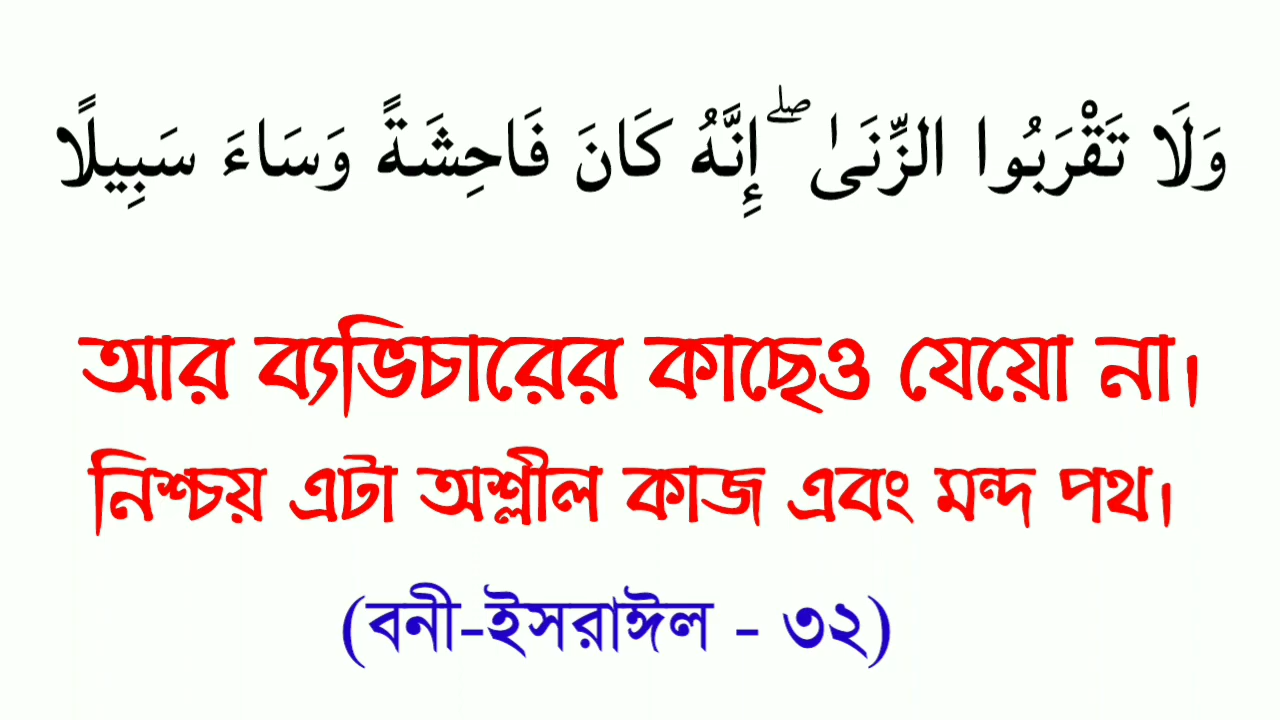 وَلَا تَقْرَبُوا الزِّنَىٰ ۖ إِنَّهُ كَانَ فَاحِشَةً وَسَاءَ سَبِيلًا
আর ব্যভিচারের কাছেও যেয়ো না।
নিশ্চয় এটা অশ্লীল কাজ এবং মন্দ পথ।
(বনী-ইসরাঈল - ৩২)